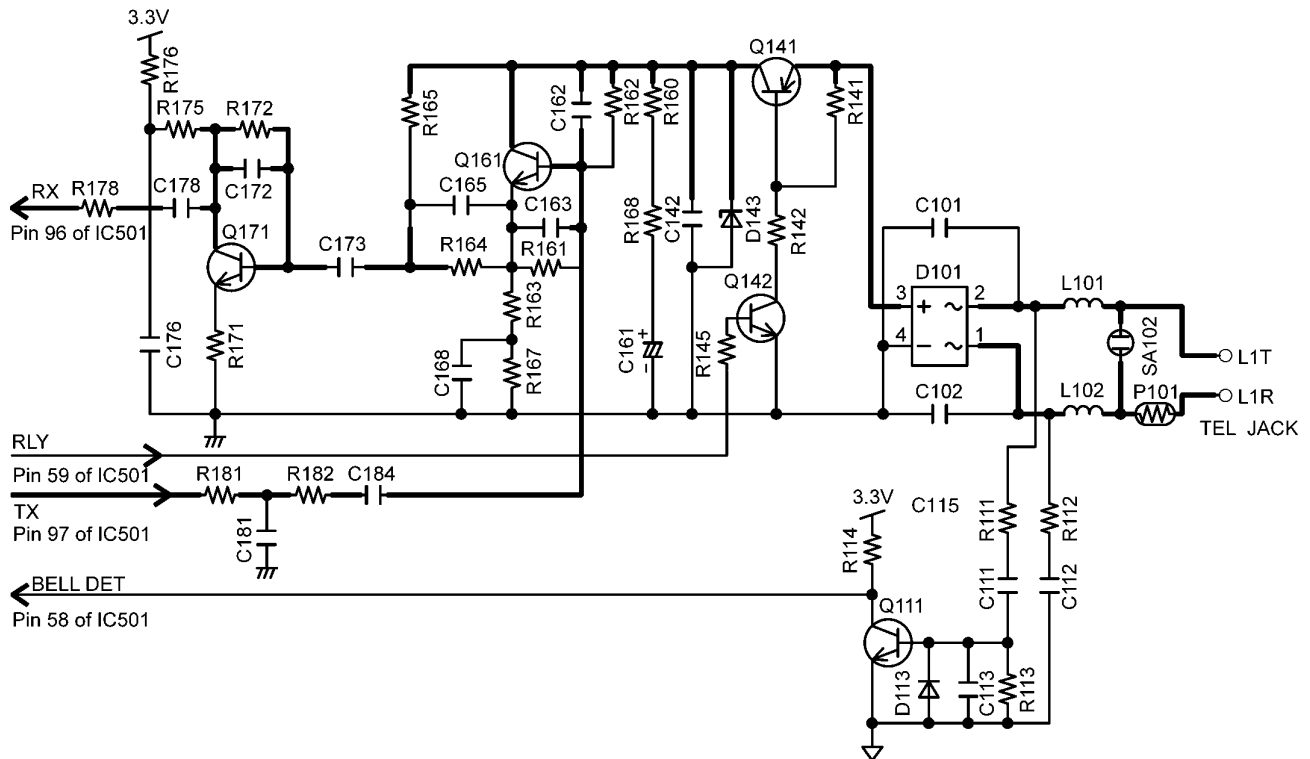 3.3V
R176
R175
R172
C172
RX
R178
C178
Pin 96 of IC501
Q171
C173
C176
R171
R165
Q161
C162
R162
R160
Q141
R141
C165
C163
R164
R161
R168
C142
D143
R142
R163
Q142
C168
R167
C161
+
-
R145
C101
D101
3
+
~
2
4
-
~
1
C102
L101
SA102
L1T
L102
P101
L1R
TEL JACK
RLY
Pin 59 of IC501
R181
R182
C184
TX
Pin 97 of IC501
C181
3.3V
C115
R114
R111
R112
C111
C112
BELL DET
Pin 58 of IC501
Q111
D113
C113
R113